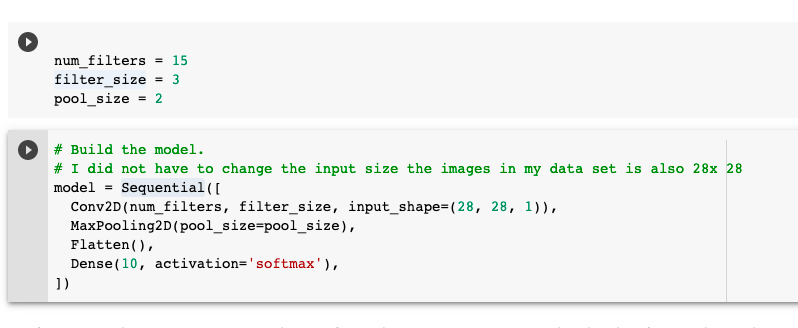 num_filters = 15
filter_size = 3
pool_size = 2
# Build the model.
# I did not have to change the input size the images in my data set is also 28x 28
model = Sequential([
  Conv2D(num_filters, filter_size, input_shape=(28, 28, 1)),
  MaxPooling2D(pool_size=pool_size),
  Flatten(),
  Dense(10, activation='softmax'),
])